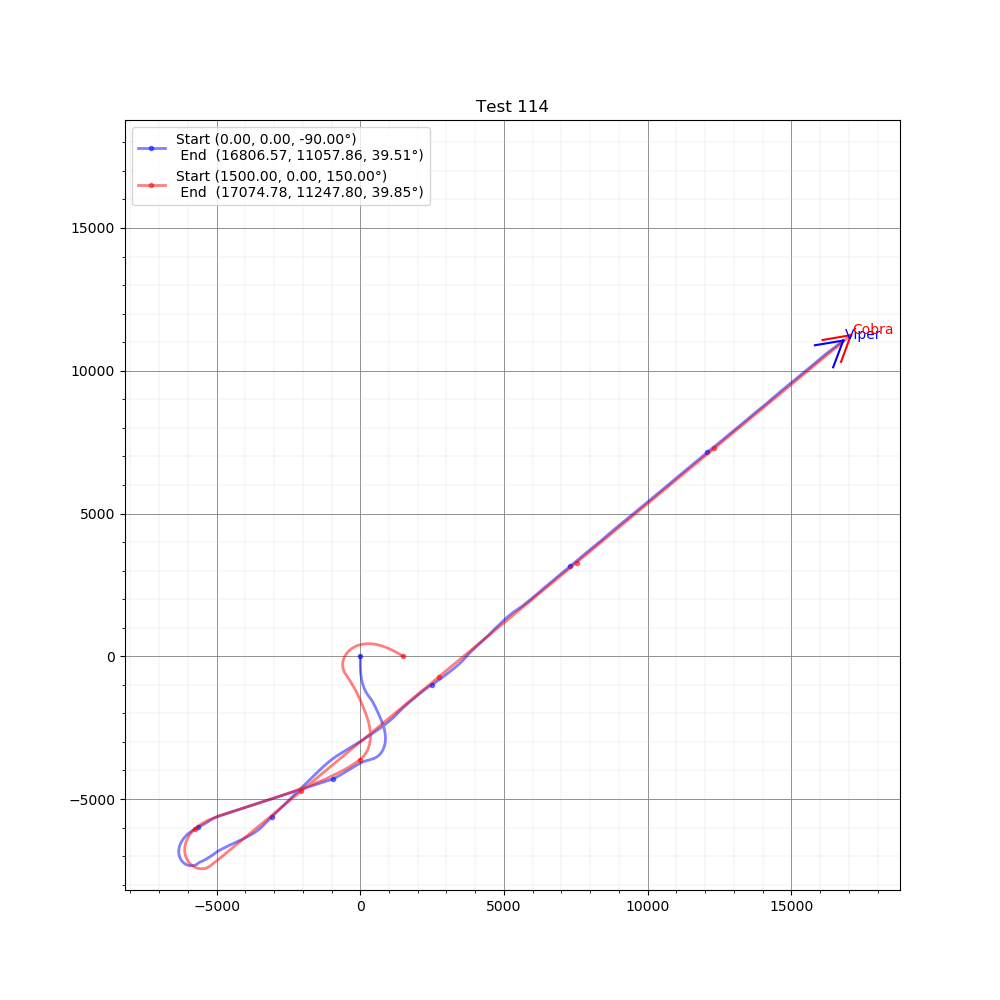 Test 114
Start (0.00, 0.00, -90.00°)
End (16806.57, 11057.86, 39.51°)
Start (1500.00, 0.00, 150.00°)
End (17074.78, 11247.80, 39.85°)
15000
10000
5000
0
−5000
Cobra
Viper
−5000
0
5000
10000
15000